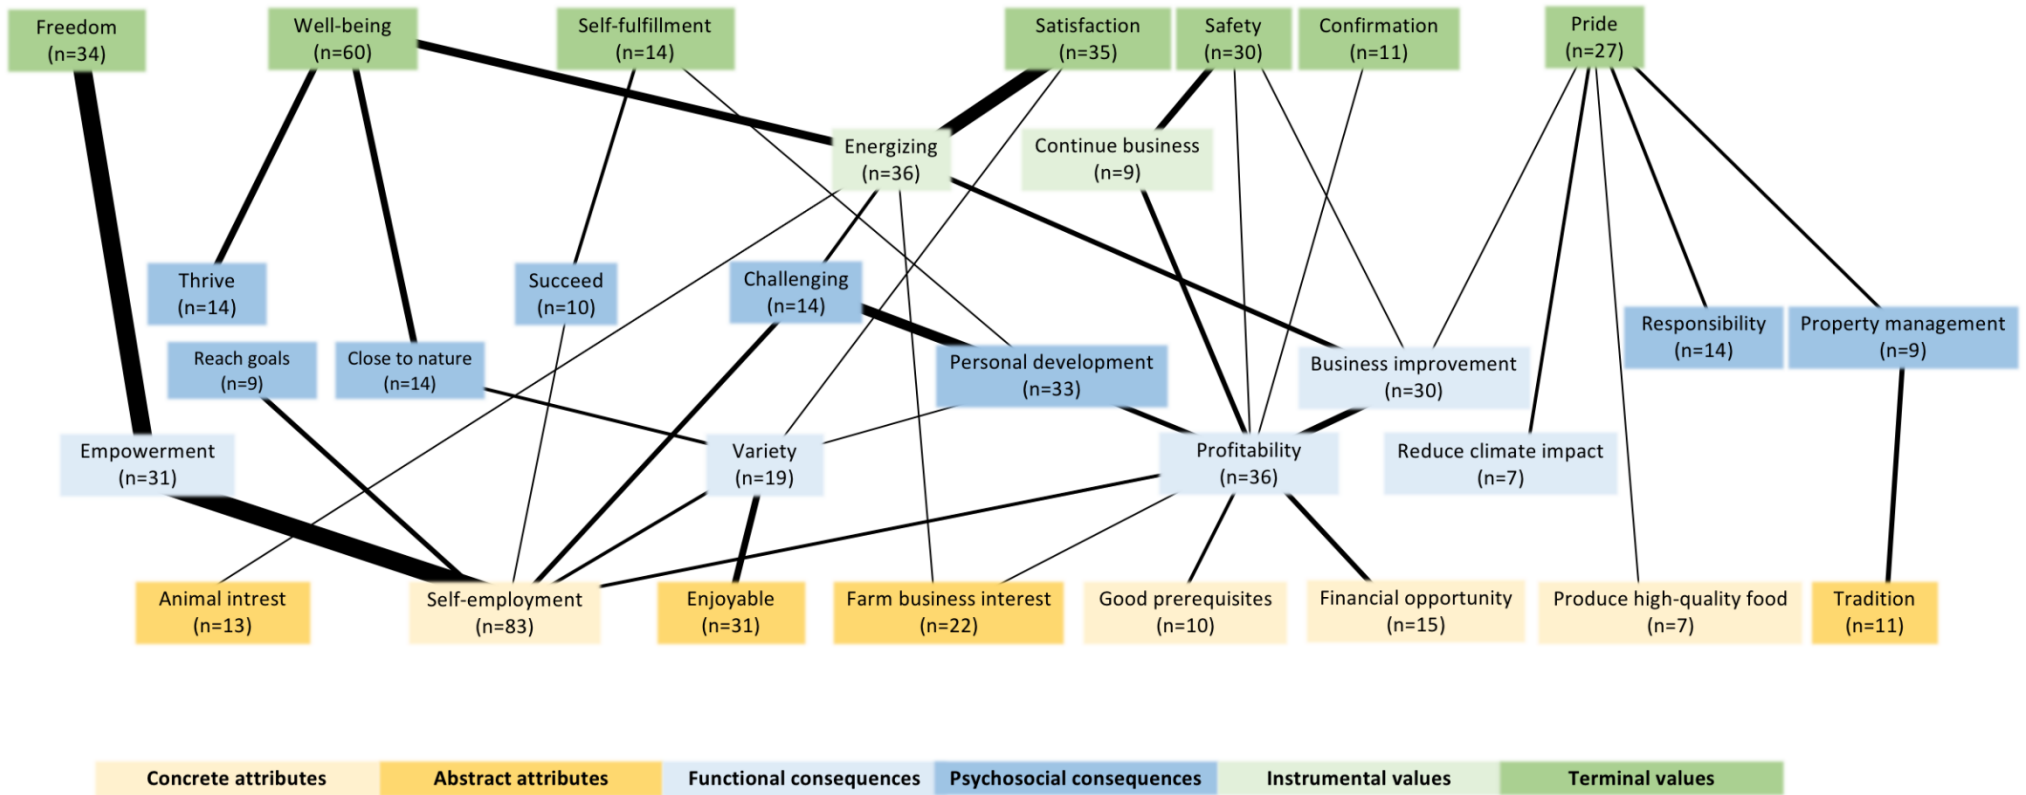 Freedom
(n=34)
Well-being
(n=60)
Self-fulfillment
(n=14)
Satisfaction
(n=35)
Safety
(n=30)
Confirmation
(n=11)
Pride
(n=27)
Energizing
(n=36)
Continue business
(n=9)
Thrive
(n=14)
Succeed
(n=10)
Challenging
(n=14)
Responsibility
(n=14)
Property management
(n=9)
Reach goals
(n=9)
Close to nature
(n=14)
Personal development
(n=33)
Business improvement
(n=30)
Empowerment
(n=31)
Variety
(n=19)
Profitability
(n=36)
Reduce climate impact
(n=7)
Animal intrest
(n=13)
Self-employment
(n=83)
Enjoyable
(n=31)
Farm business interest
(n=22)
Good prerequisites
(n=10)
Financial opportunity
(n=15)
Produce high-quality food
(n=7)
Tradition
(n=11)
Concrete attributes
Abstract attributes
Functional consequences
Psychosocial consequences
Instrumental values
Terminal values